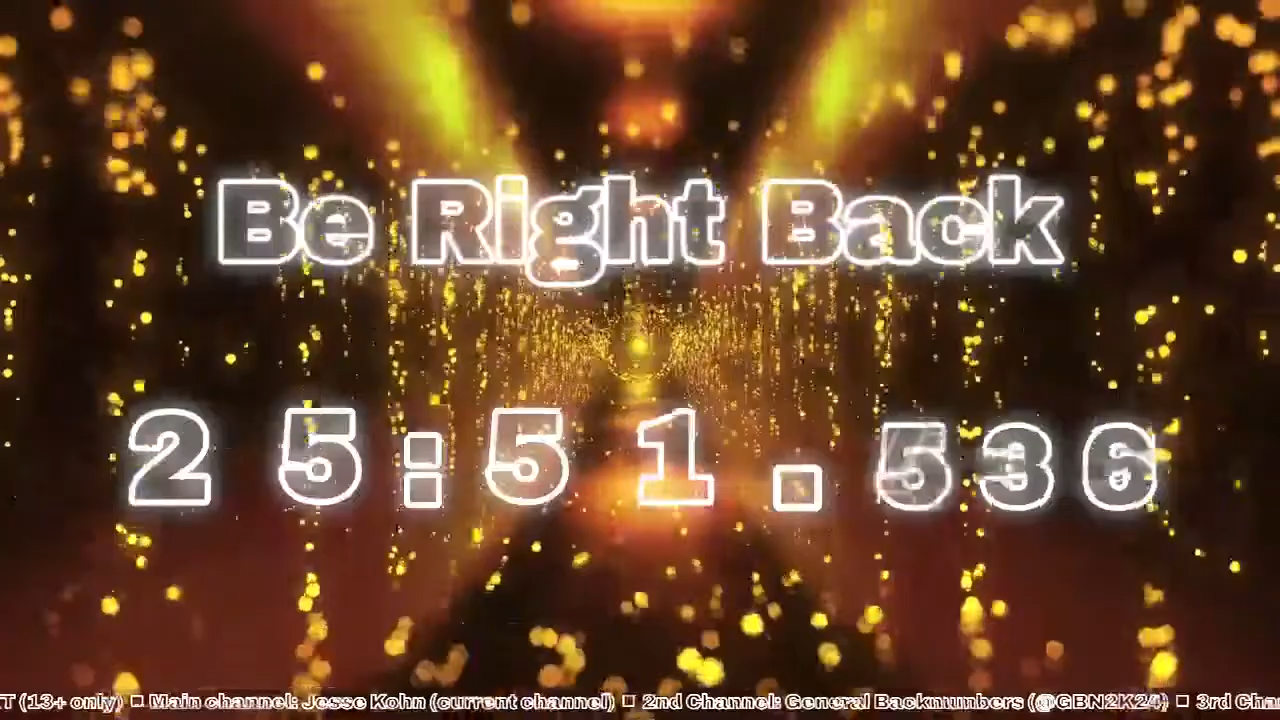 Be Right Back
25:51.536
(13+ only) □ Main channel: Jesse Kohn (current channel) □ 2nd Channel: General Backnumbers (@GBN2K24) □ 3rd